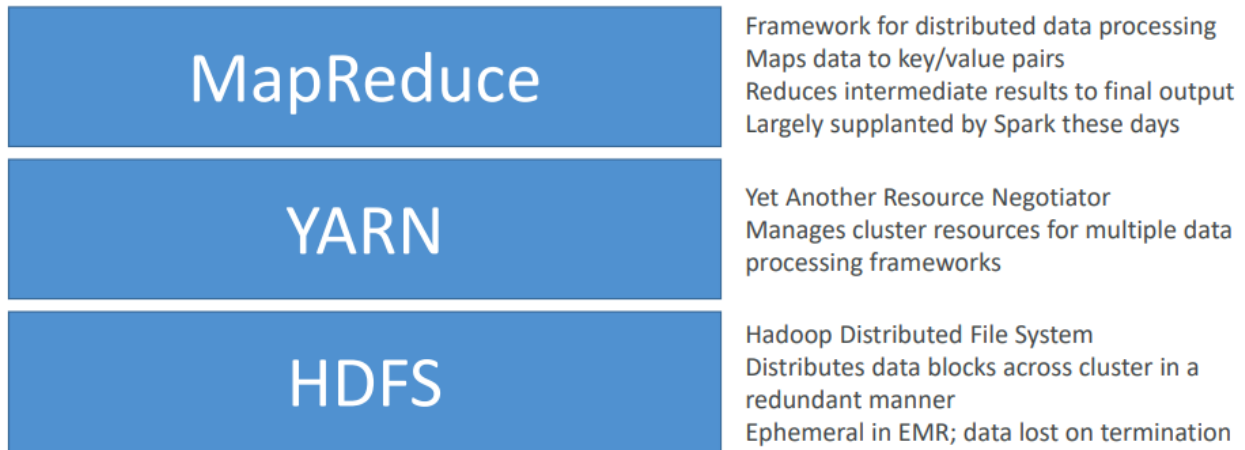 MapReduce
Framework for distributed data processing
Maps data to key/value pairs
Reduces intermediate results to final output
Largely supplanted by Spark these days
YARN
Yet Another Resource Negotiator
Manages cluster resources for multiple data
processing frameworks
HDFS
Hadoop Distributed File System
Distributes data blocks across cluster in a
redundant manner
Ephemeral in EMR; data lost on termination